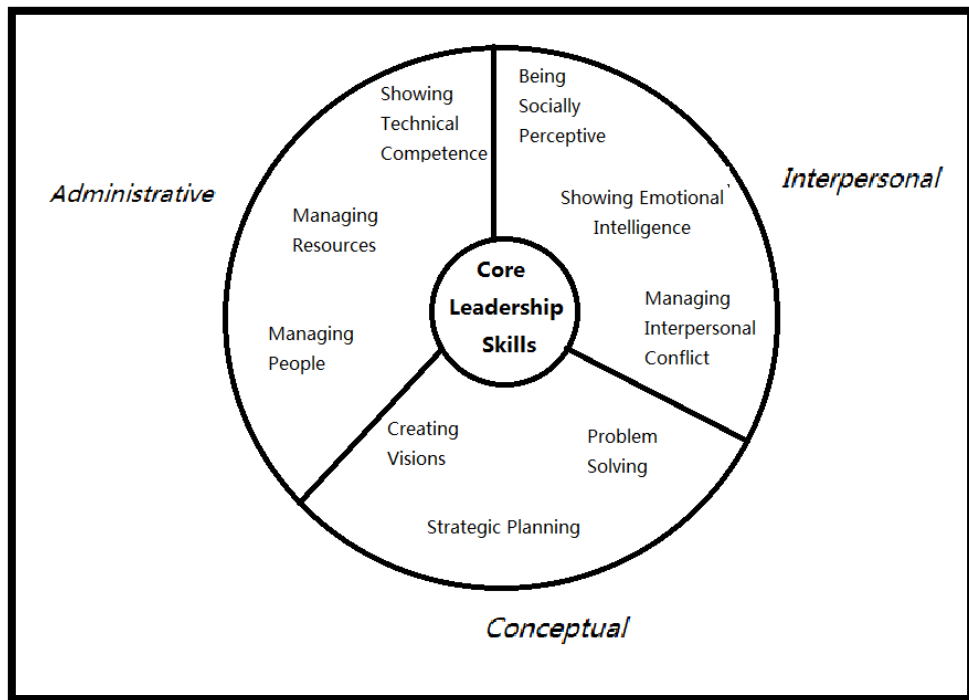 Showing
Technical
Competence
Being
Socially
Perceptive
Administrative
Interpersonal
Managing
Resources
Showing Emotional
Intelligence
Core
Leadership
Skills
Managing
People
Managing
Interpersonal
Conflict
Creating
Visions
Problem
Solving
Strategic Planning
Conceptual